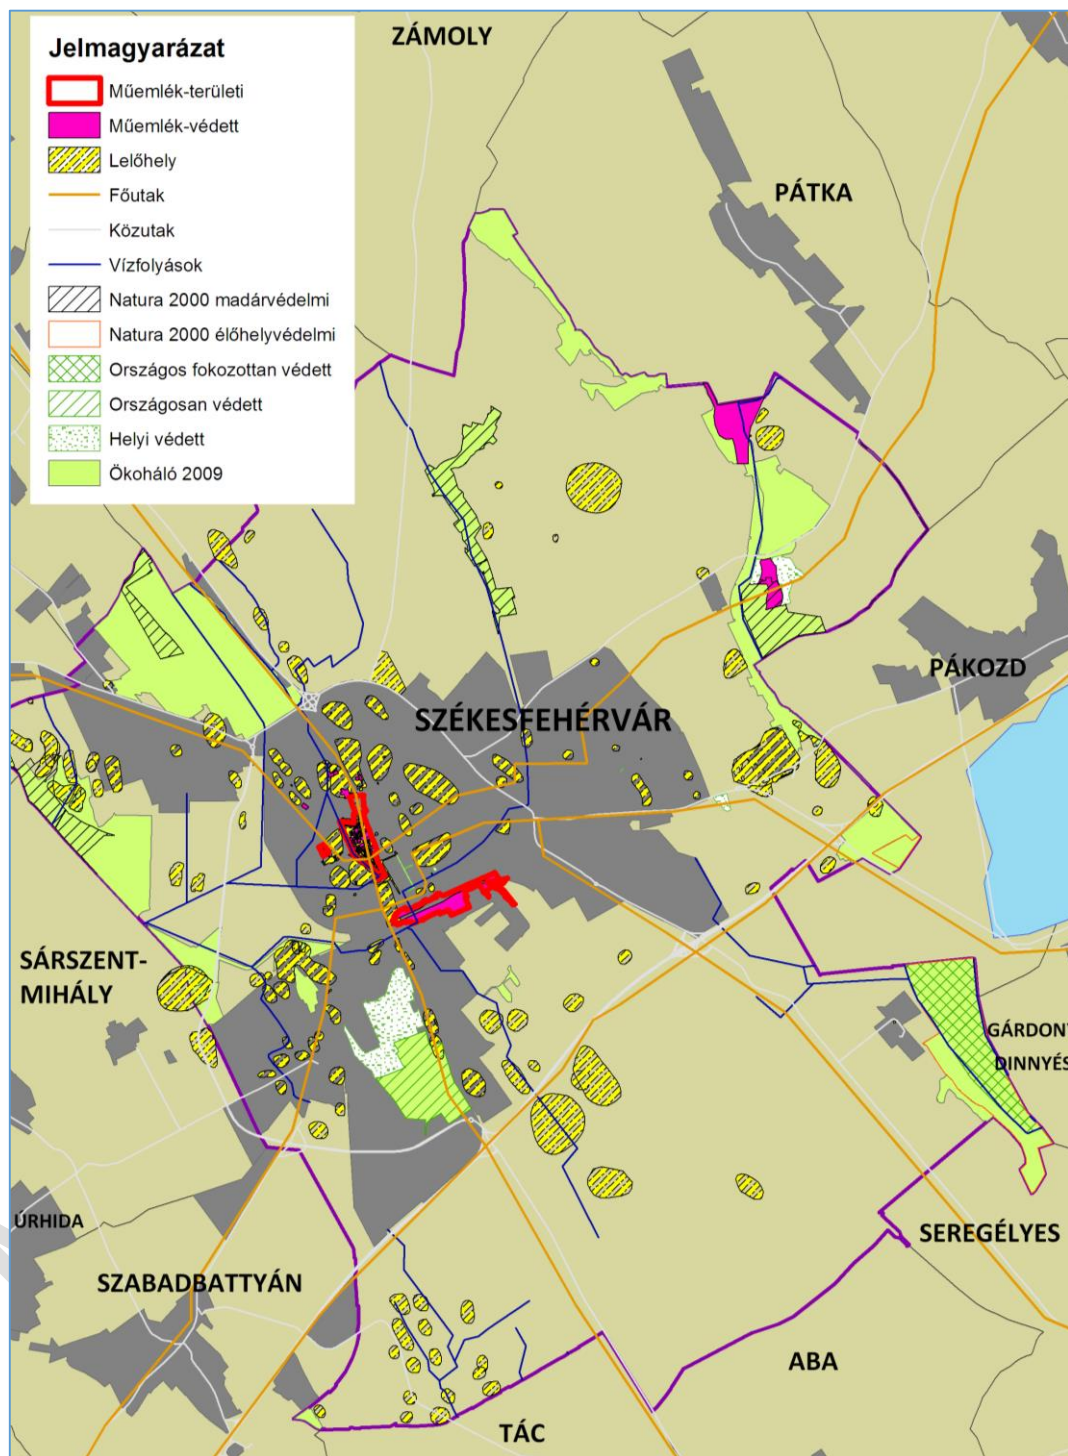 Jelmagyarázat
Műemlék-területi
Műemlék-védett
Lelőhely
Főutak
Közutak
Vízfolyások
Natura 2000 madárvédelmi
Natura 2000 élőhelyvédelmi
Országos fokozottan védett
Országosan védett
Helyi védett
Ökoháló 2009
ZÁMOLY
PÁTKA
PÁKOZD
SZÉKESFEHÉRVÁR
SÁRSZENT-
MIHÁLY
GÁRDONY
DINNYÉS
ÚRHIDA
SEREGÉLYES
SZABADBATTYÁN
ABA
TÁC